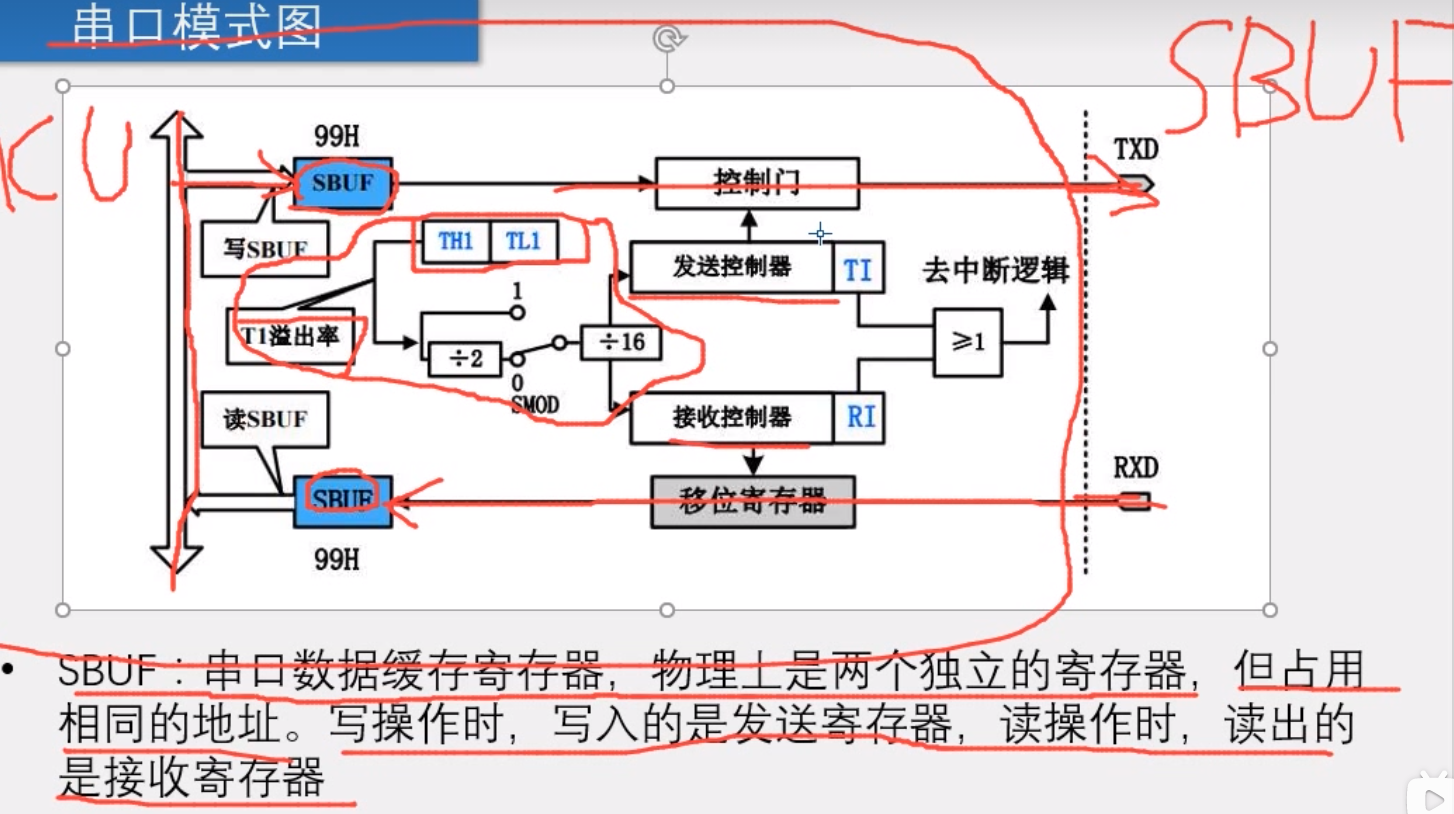 串口模式图
SBUF
CU
99H
TXD
SBUF
控制门
写SBUF
TH1 TL1
发送控制器 TI
去中断逻辑
1
T1溢出率
÷2
÷16
≥1
0
SMOD
读SBUF
接收控制器 RI
RXD
SBUF
移位寄存器
99H
• SBUF：串口数据缓存寄存器，物理上是两个独立的寄存器，但占用
相同的地址。写操作时，写入的是发送寄存器，读操作时，读出的
是接收寄存器